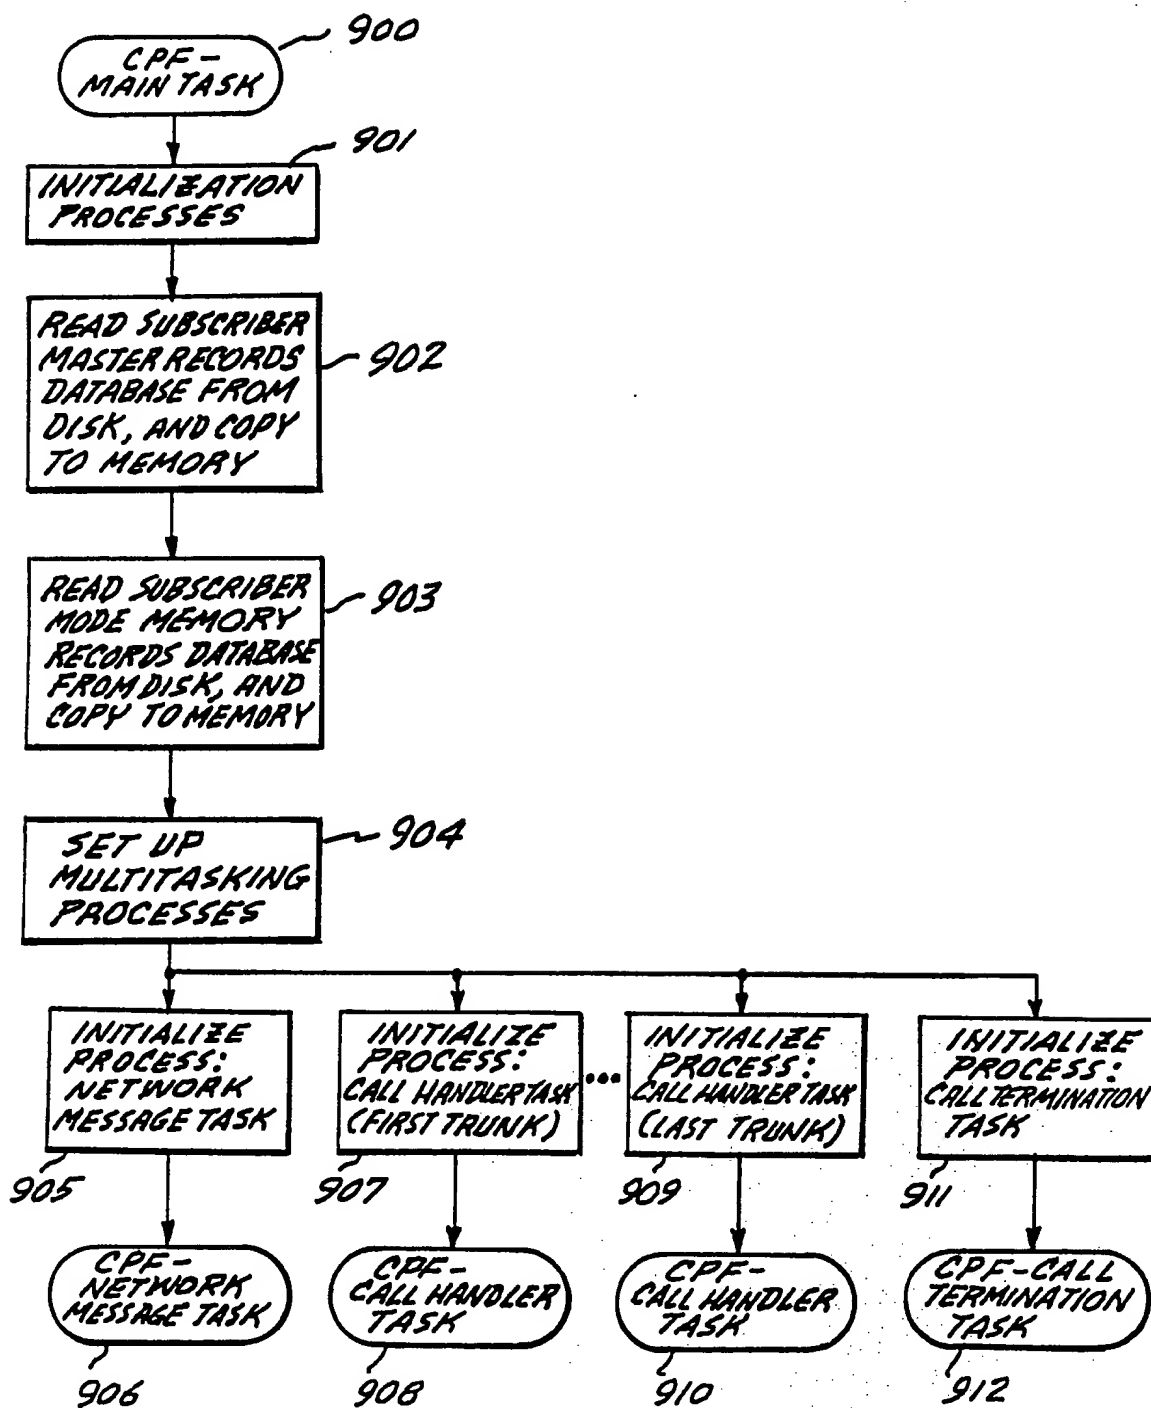 900
CPF-
MAIN TASK
901
INITIALIZATION
PROCESSES
READ SUBSCRIBER
MASTER RECORDS
DATABASE FROM
DISK, AND COPY
TO MEMORY
902
READ SUBSCRIBER
MODE MEMORY
RECORDS DATABASE
FROM DISK, AND
COPY TO MEMORY
903
SET UP
MULTITASKING
PROCESSES
904
INITIALIZE
PROCESS:
NETWORK
MESSAGE TASK
905
INITIALIZE
PROCESS:
CALL HANDLER TASK
(FIRST TRUNK)
907
...
INITIALIZE
PROCESS:
CALL HANDLER TASK
(LAST TRUNK)
909
INITIALIZE
PROCESS:
CALL TERMINATION
TASK
911
CPF-
NETWORK
MESSAGE TASK
906
CPF-
CALL HANDLER
TASK
908
CPF-
CALL HANDLER
TASK
910
CPF-CALL
TERMINATION
TASK
912